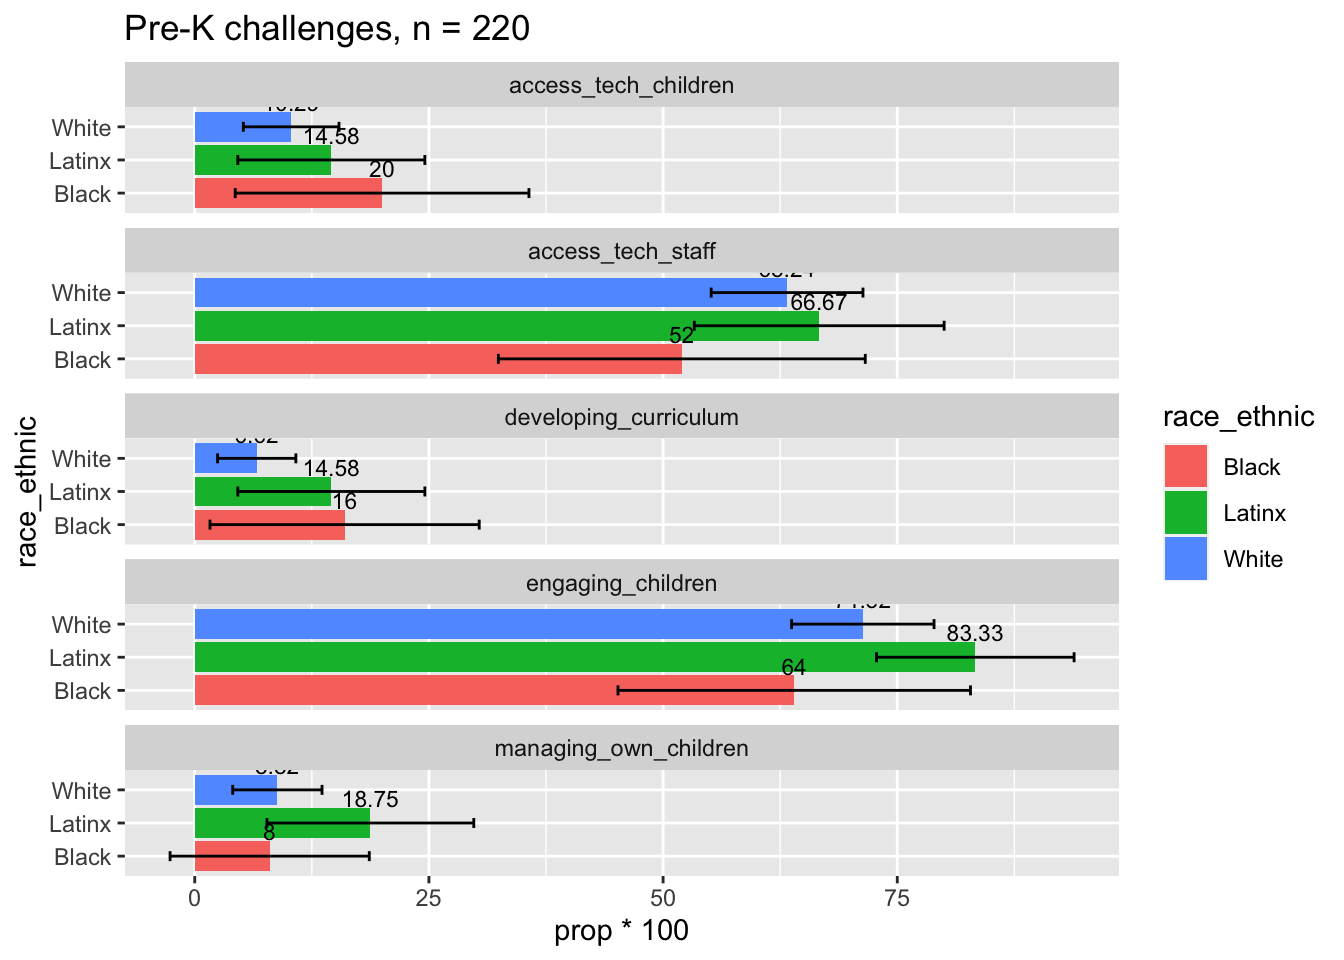 Pre-K challenges, n = 220
access_tech_children
White
Latinx
Black
14.58
20
access_tech_staff
White
Latinx
Black
66.67
52
developing_curriculum
White
Latinx
Black
14.58
16
engaging_children
White
Latinx
Black
83.33
64
managing_own_children
White
Latinx
Black
18.75
8
0
25
50
75
prop * 100
race_ethnic
race_ethnic
Black
Latinx
White